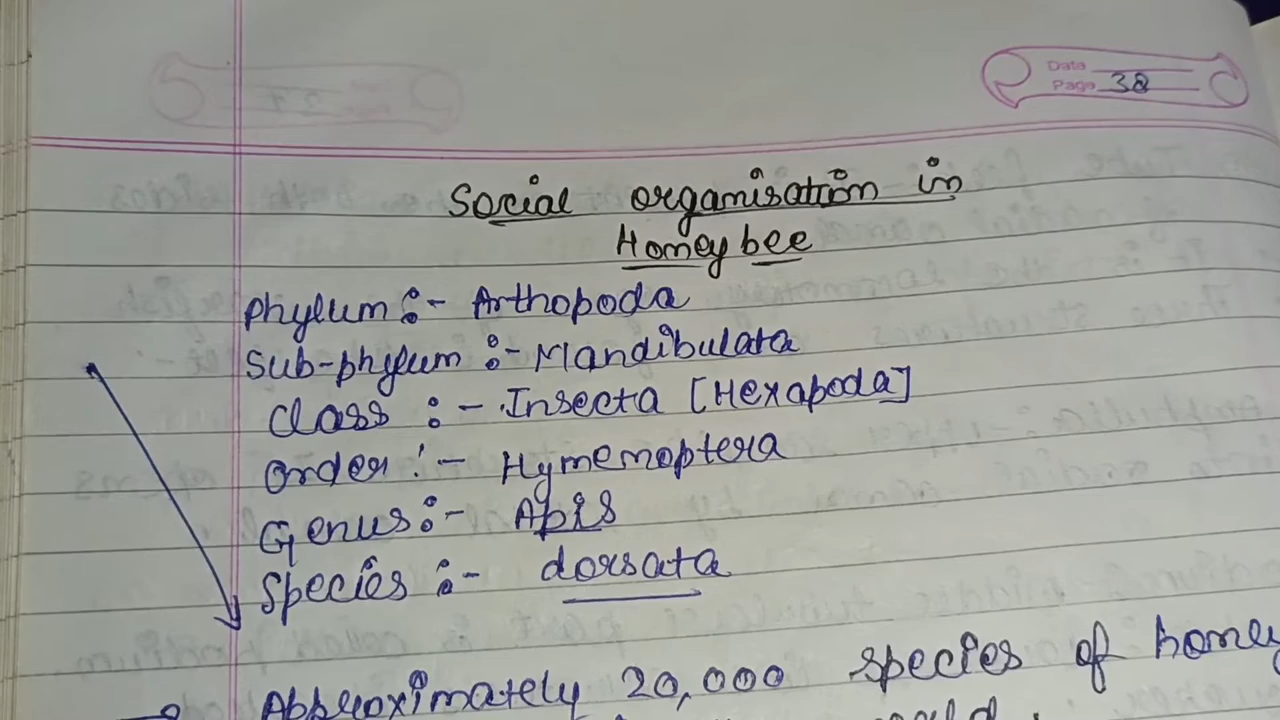 Data
Page 38
Social organisation in
Honey bee
Phylum :- Arthopoda
Sub-phylum :- Mandibulata
Class :- Insecta [Hexapoda]
Order :- Hymenoptera
Genus :- Apis
Species :- dorsata
Approximately 20,000 species of honey